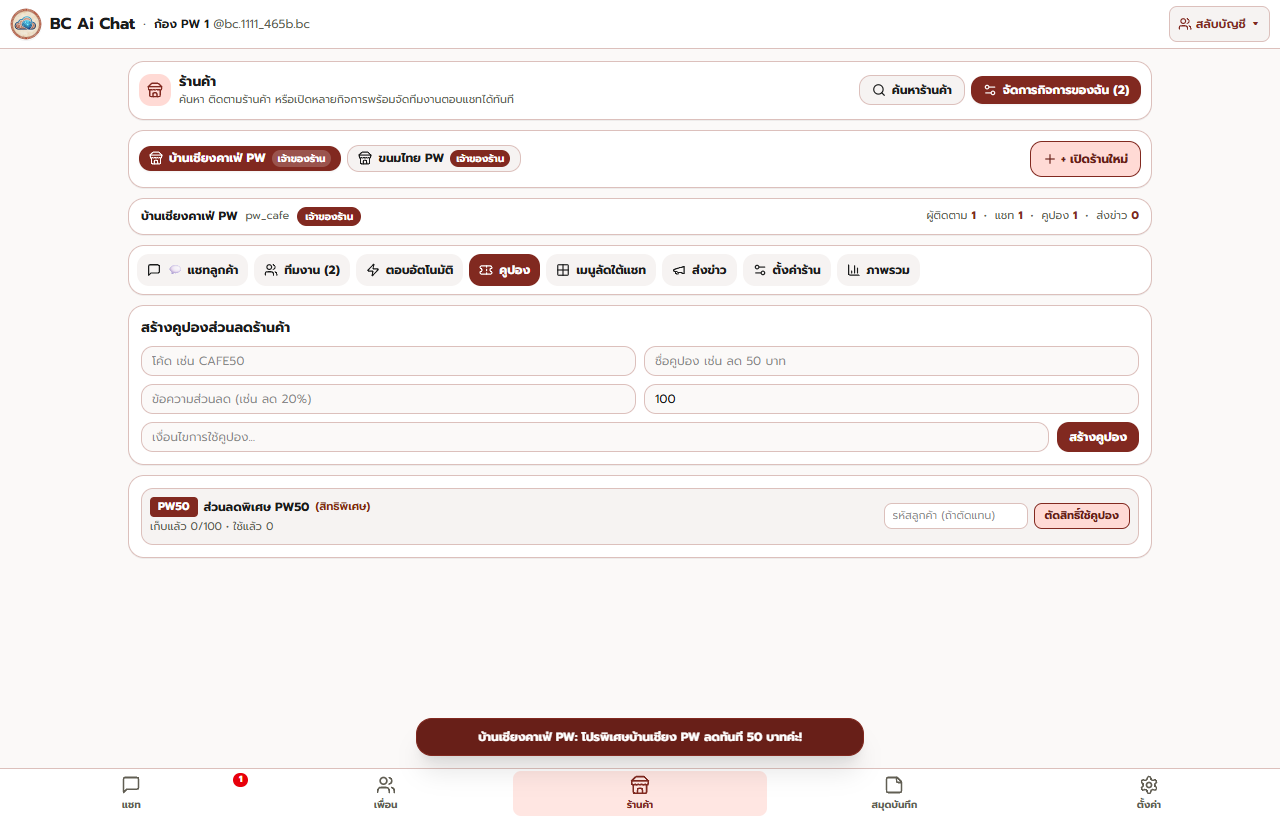 BC Ai Chat · ก้อง PW 1 @bc.1111_465b.bc
สลับบัญชี
ร้านค้า
ค้นหา ติดตามร้านค้า หรือเปิดหลายกิจการพร้อมจัดทีมงานตอบแชทได้ทันที
ค้นหาร้านค้า
จัดการกิจการของฉัน (2)
บ้านเชียงคาเฟ่ PW เจ้าของร้าน
ขนมไทย PW เจ้าของร้าน
+ เปิดร้านใหม่
บ้านเชียงคาเฟ่ PW pw_cafe เจ้าของร้าน
ผู้ติดตาม 1 · แชท 1 · คูปอง 1 · ส่งข่าว 0
แชทลูกค้า
ทีมงาน (2)
ตอบอัตโนมัติ
คูปอง
เมนูลัดใต้แชท
ส่งข่าว
ตั้งค่าร้าน
ภาพรวม
สร้างคูปองส่วนลดร้านค้า
โค้ด เช่น CAFE50
ชื่อคูปอง เช่น ลด 50 บาท
ข้อความส่วนลด (เช่น ลด 20%)
100
เงื่อนไขการใช้คูปอง...
สร้างคูปอง
PW50 ส่วนลดพิเศษ PW50 (สิทธิพิเศษ)
เก็บแล้ว 0/100 · ใช้แล้ว 0
รหัสลูกค้า (ถ้าตัดแทน)
ตัดสิทธิ์ใช้คูปอง
บ้านเชียงคาเฟ่ PW: โปรพิเศษบ้านเชียง PW ลดทันที 50 บาทค่ะ!
แชท
1
เพื่อน
ร้านค้า
สมุดบันทึก
ตั้งค่า